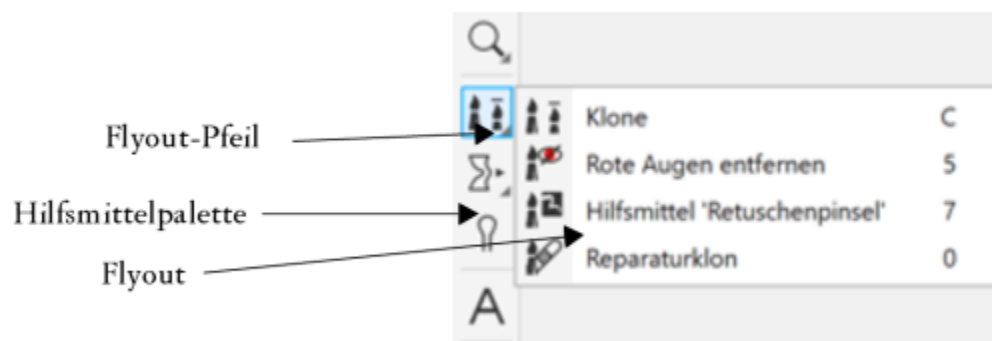 Flyout-Pfeil
Hilfsmittelpalette
Flyout
Klone C
Rote Augen entfernen 5
Hilfsmittel 'Retuschenpinsel' 7
Reparaturklon 0
A